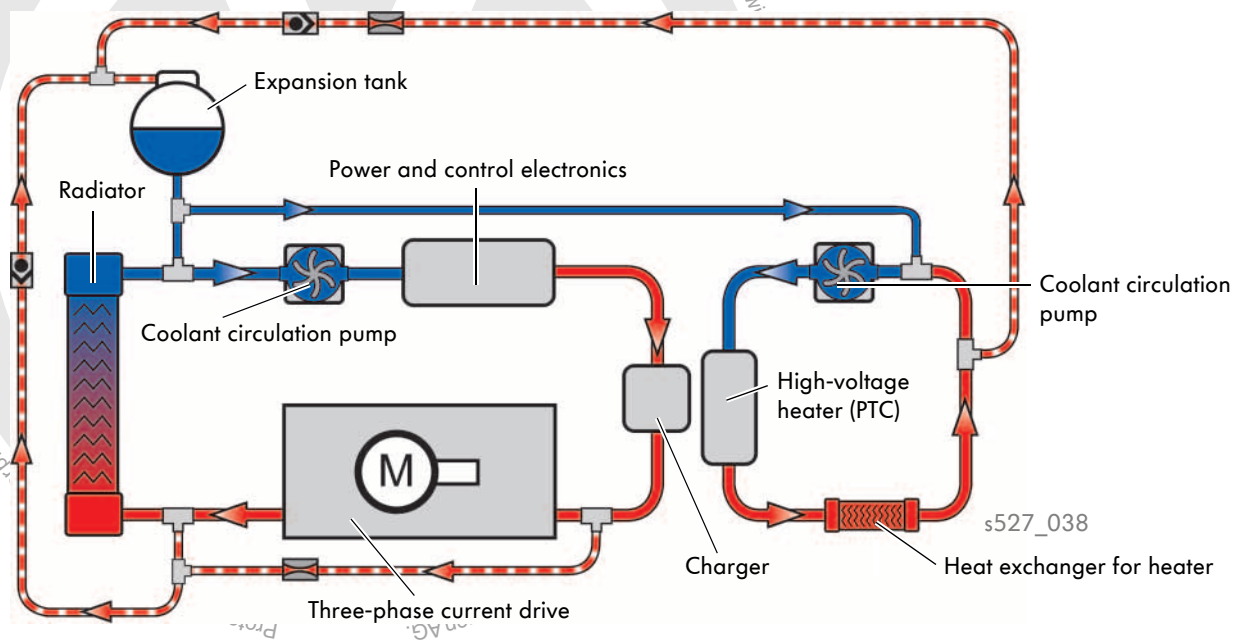 Expansion tank
Power and control electronics
Radiator
Coolant circulation pump
Coolant circulation
pump
High-voltage
heater (PTC)
M
s527_038
Charger
Heat exchanger for heater
Three-phase current drive